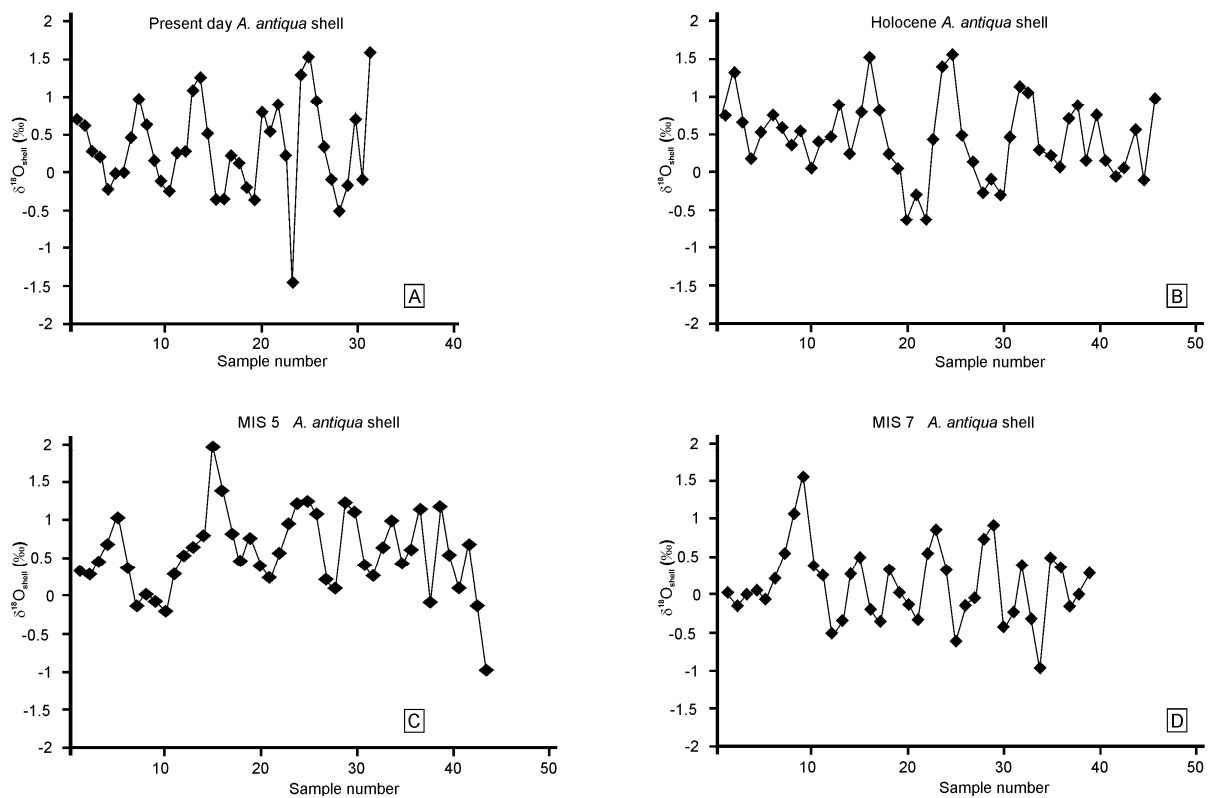 Present day A. antiqua shell
2
1.5
1
0.5
0
-0.5
-1
-1.5
-2
δ¹⁸Oshell (‰)
A
10 20 30 40
Sample number
Holocene A. antiqua shell
2
1.5
1
0.5
0
-0.5
-1
-1.5
-2
δ¹⁸Oshell (‰)
B
10 20 30 40 50
Sample number
MIS 5 A. antiqua shell
2
1.5
1
0.5
0
-0.5
-1
-1.5
-2
δ¹⁸Oshell (‰)
C
10 20 30 40 50
Sample number
MIS 7 A. antiqua shell
2
1.5
1
0.5
0
-0.5
-1
-1.5
-2
δ¹⁸Oshell (‰)
D
10 20 30 40 50
Sample number